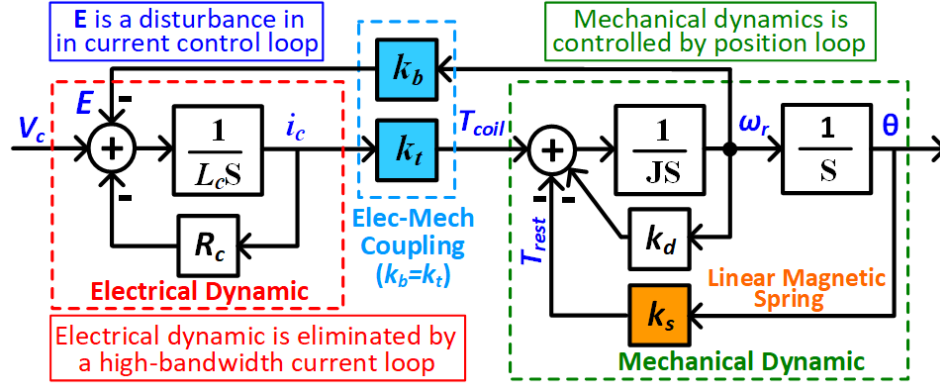 E is a disturbance in
in current control loop
Mechanical dynamics is
controlled by position loop
k_b
E
-
V_c
+
-
1
L_cS
i_c
k_t
T_coil
+
-
-
1
JS
ω_r
1
S
θ
R_c
Elec-Mech
Coupling
(k_b=k_t)
T_rest
k_d
Electrical Dynamic
Linear Magnetic
Spring
k_s
Electrical dynamic is eliminated by
a high-bandwidth current loop
Mechanical Dynamic